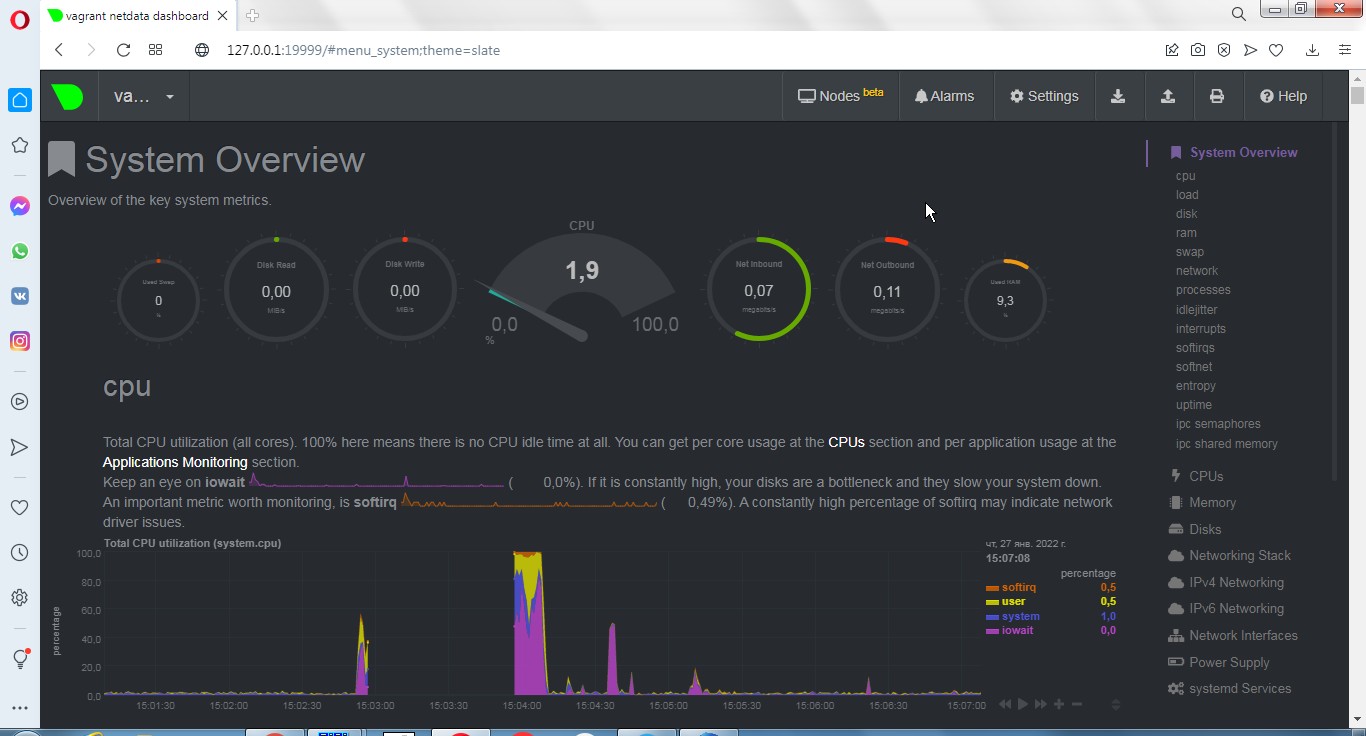 vagrant netdata dashboard
127.0.0.1:19999/#menu_system;theme=slate
va...
Nodes beta
Alarms
Settings
Help
System Overview
Overview of the key system metrics.
Used Swap
0
%
Disk Read
0,00
MiB/s
Disk Write
0,00
MiB/s
CPU
1,9
0,0
100,0
%
Net Inbound
0,07
megabits/s
Net Outbound
0,11
megabits/s
Used RAM
9,3
%
cpu
Total CPU utilization (all cores). 100% here means there is no CPU idle time at all. You can get per core usage at the CPUs section and per application usage at the
Applications Monitoring section.
Keep an eye on iowait ( 0,0%). If it is constantly high, your disks are a bottleneck and they slow your system down.
An important metric worth monitoring, is softirq ( 0,49%). A constantly high percentage of softirq may indicate network
driver issues.
Total CPU utilization (system.cpu)
percentage
100,0
80,0
60,0
40,0
20,0
0,0
15:01:30
15:02:00
15:02:30
15:03:00
15:03:30
15:04:00
15:04:30
15:05:00
15:05:30
15:06:00
15:06:30
15:07:00
чт, 27 янв. 2022 г.
15:07:08
percentage
softirq 0,5
user 0,5
system 1,0
iowait 0,0
System Overview
cpu
load
disk
ram
swap
network
processes
idlejitter
interrupts
softirqs
softnet
entropy
uptime
ipc semaphores
ipc shared memory
CPUs
Memory
Disks
Networking Stack
IPv4 Networking
IPv6 Networking
Network Interfaces
Power Supply
systemd Services